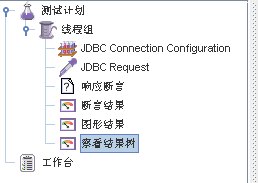 测试计划
线程组
JDBC Connection Configuration
JDBC Request
响应断言
断言结果
图形结果
察看结果树
工作台